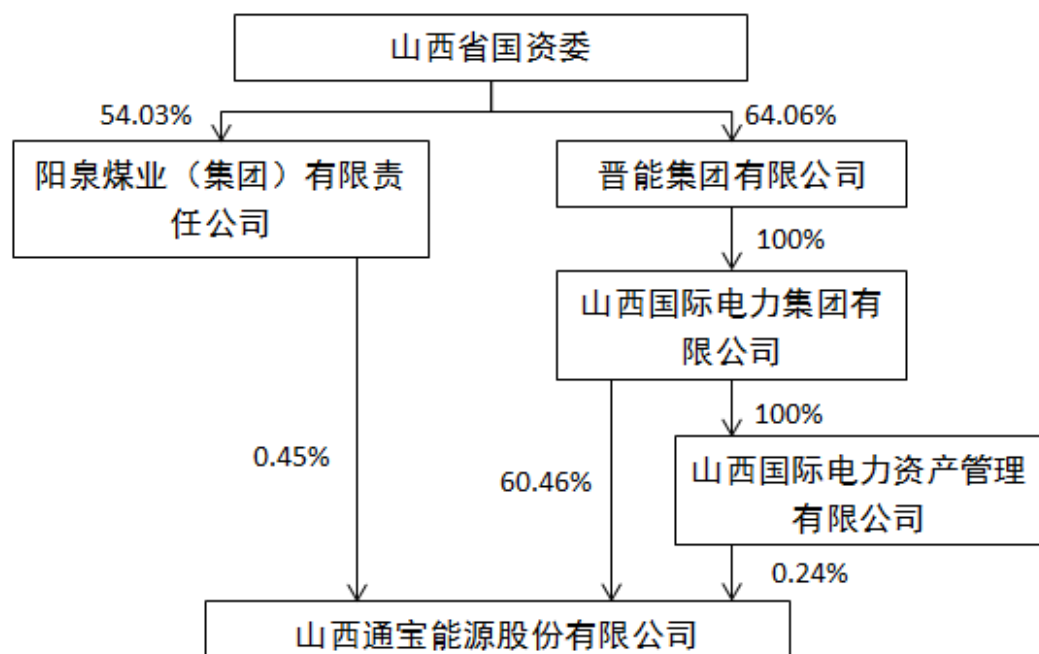 山西省国资委
54.03%
64.06%
阳泉煤业（集团）有限责
任公司
晋能集团有限公司
100%
山西国际电力集团有
限公司
100%
0.45%
60.46%
山西国际电力资产管理
有限公司
0.24%
山西通宝能源股份有限公司